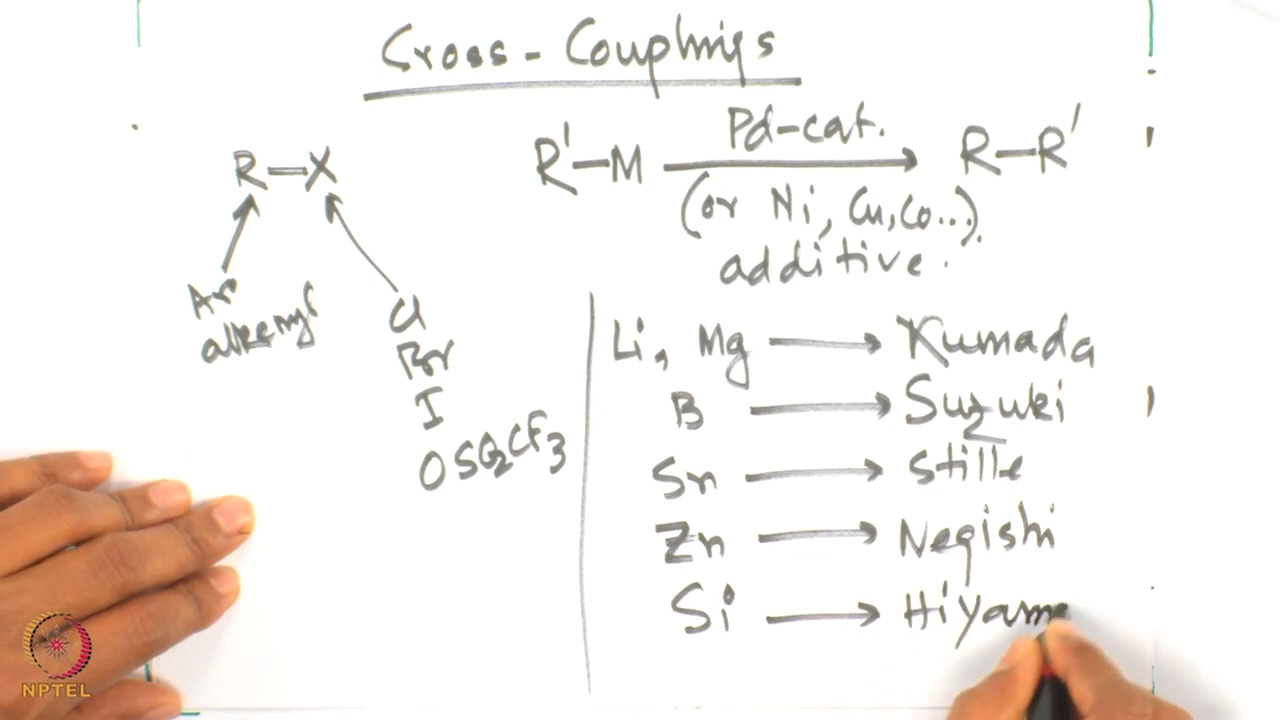 Cross-Couplings
R-X R'-M Pd-cat. R-R'
(or Ni, Cu, Co...).
additive.
Ar
alkenyl
Cl
Br
I
OSO2CF3
Li, Mg → Kumada
B → Suzuki
Sn → Stille
Zn → Negishi
Si → Hiyama
NPTEL